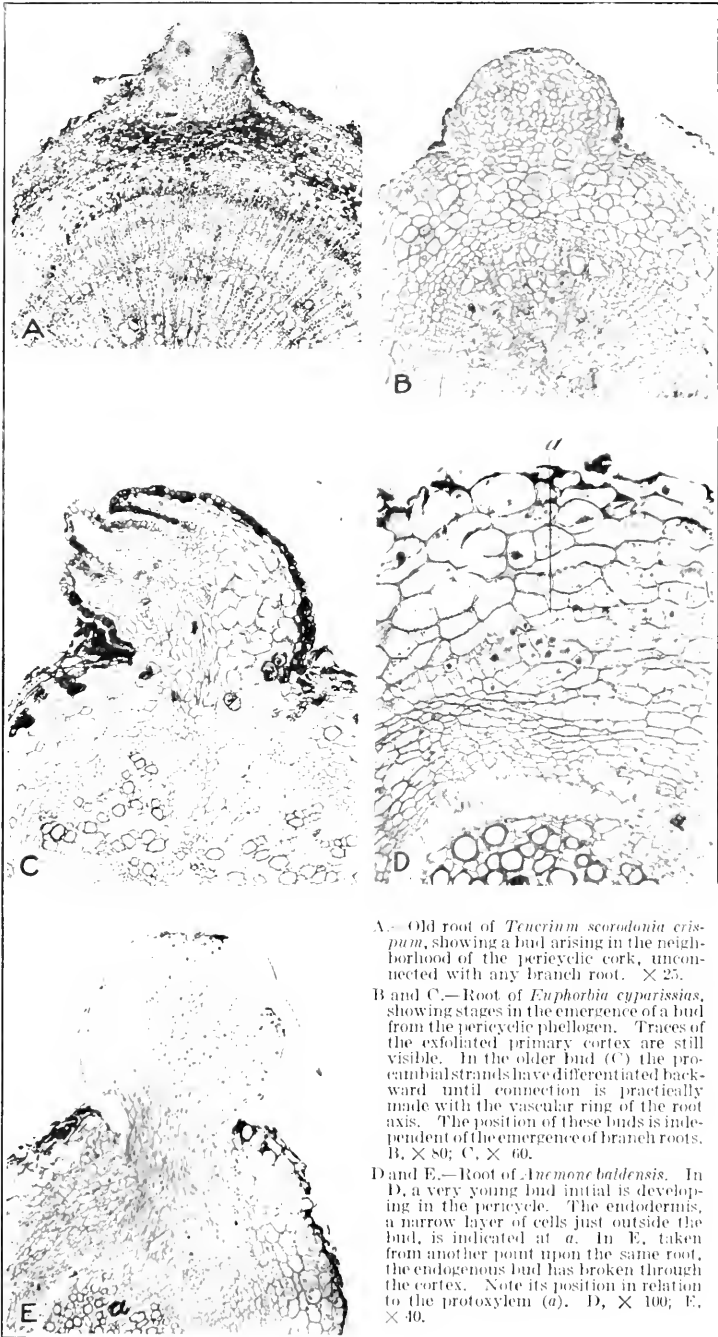 A
B
a
C
D
A.—Old root of Teucrium scorodonia cris-
pum, showing a bud arising in the neigh-
borhood of the pericyclic cork, uncon-
nected with any branch root. × 25.
B and C.—Root of Euphorbia cyparissias,
showing stages in the emergence of a bud
from the pericyclic phellogen. Traces of
the exfoliated primary cortex are still
visible. In the older bud (C) the pro-
cambial strands have differentiated back-
ward until connection is practically
made with the vascular ring of the root
axis. The position of these buds is inde-
pendent of the emergence of branch roots.
B, × 80; C, × 60.
D and E.—Root of Anemone baldensis. In
D, a very young bud initial is develop-
ing in the pericycle. The endodermis,
a narrow layer of cells just outside the
bud, is indicated at a. In E, taken
from another point upon the same root,
the endogenous bud has broken through
the cortex. Note its position in relation
to the protoxylem (a). D, × 100; E,
× 40.
E
a